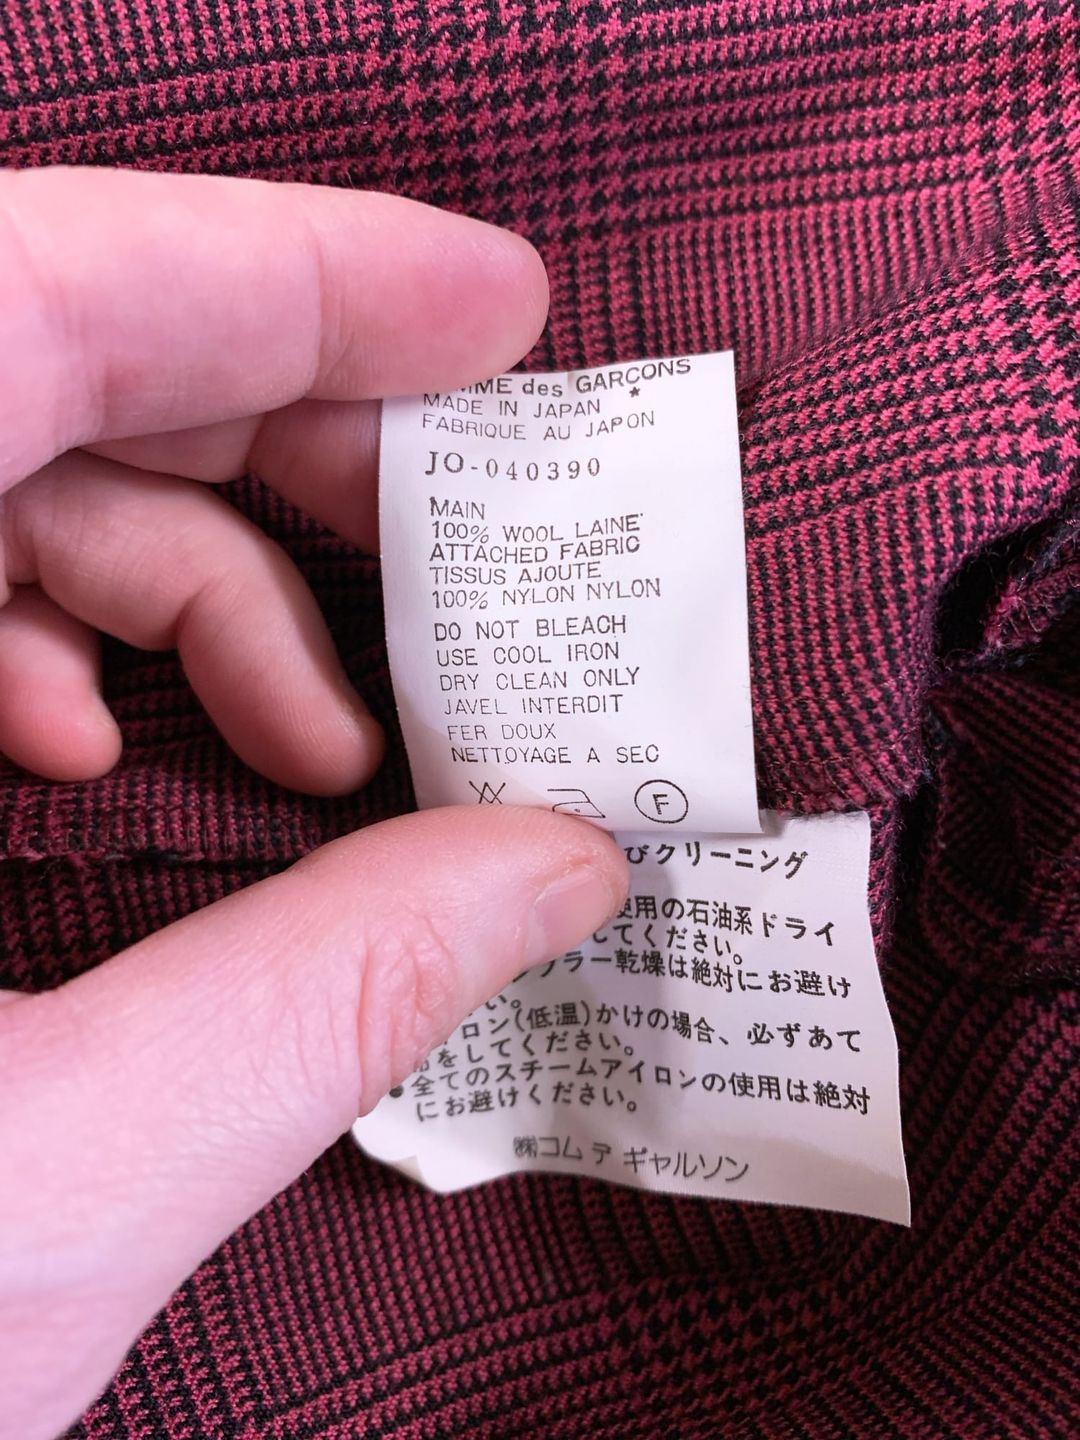 des GARÇONS
MADE IN JAPAN
FABRIQUE AU JAPON
JO-040390
MAIN
100% WOOL LAINE
ATTACHED FABRIC
TISSUS AJOUTE
100% NYLON NYLON
DO NOT BLEACH
USE COOL IRON
DRY CLEAN ONLY
JAVEL INTERDIT
FER DOUX
NETTOYAGE A SEC
F
びクリーニング
使用の石油系ドライ
してください。
ンブラー乾燥は絶対にお避け
い。
ロン(低温)かけの場合、必ずあて
をしてください。
●全てのスチームアイロンの使用は絶対
にお避けください。
㈱コム デ ギャルソン